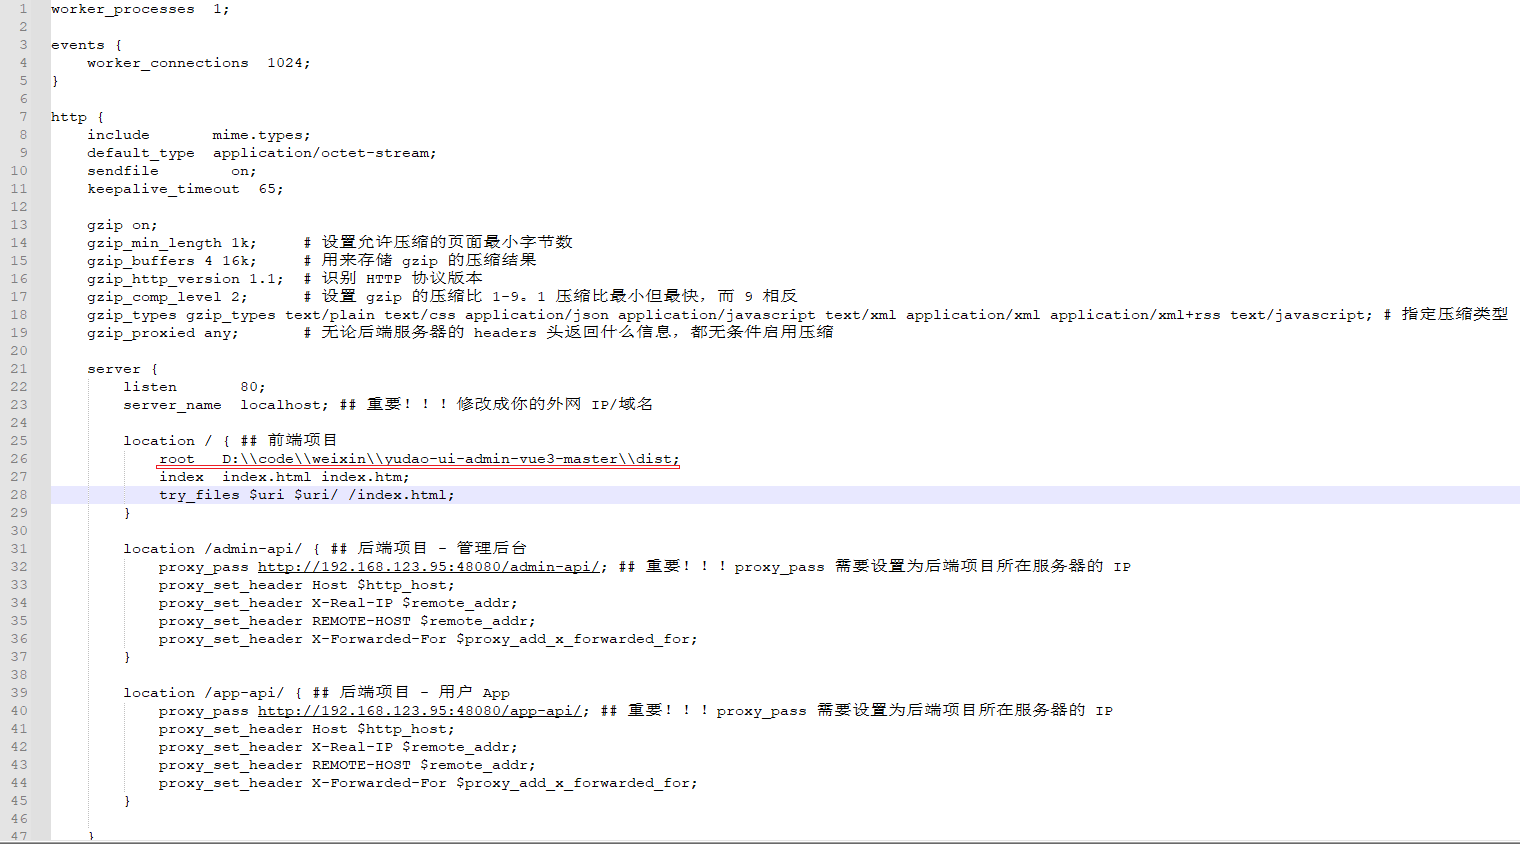 1 worker_processes  1;
2
3 events {
4     worker_connections  1024;
5 }
6
7 http {
8     include       mime.types;
9     default_type  application/octet-stream;
10     sendfile        on;
11     keepalive_timeout  65;
12
13     gzip on;
14     gzip_min_length 1k;     # 设置允许压缩的页面最小字节数
15     gzip_buffers 4 16k;     # 用来存储 gzip 的压缩结果
16     gzip_http_version 1.1;  # 识别 HTTP 协议版本
17     gzip_comp_level 2;      # 设置 gzip 的压缩比 1-9。1 压缩比最小但最快，而 9 相反
18     gzip_types gzip_types text/plain text/css application/json application/javascript text/xml application/xml application/xml+rss text/javascript; # 指定压缩类型
19     gzip_proxied any;       # 无论后端服务器的 headers 头返回什么信息，都无条件启用压缩
20
21     server {
22         listen       80;
23         server_name  localhost; ## 重要！！！修改成你的外网 IP/域名
24
25         location / { ## 前端项目
26             root   D:\\code\\weixin\\yudao-ui-admin-vue3-master\\dist;
27             index  index.html index.htm;
28             try_files $uri $uri/ /index.html;
29         }
30
31         location /admin-api/ { ## 后端项目 - 管理后台
32             proxy_pass http://192.168.123.95:48080/admin-api/; ## 重要！！！proxy_pass 需要设置为后端项目所在服务器的 IP
33             proxy_set_header Host $http_host;
34             proxy_set_header X-Real-IP $remote_addr;
35             proxy_set_header REMOTE-HOST $remote_addr;
36             proxy_set_header X-Forwarded-For $proxy_add_x_forwarded_for;
37         }
38
39         location /app-api/ { ## 后端项目 - 用户 App
40             proxy_pass http://192.168.123.95:48080/app-api/; ## 重要！！！proxy_pass 需要设置为后端项目所在服务器的 IP
41             proxy_set_header Host $http_host;
42             proxy_set_header X-Real-IP $remote_addr;
43             proxy_set_header REMOTE-HOST $remote_addr;
44             proxy_set_header X-Forwarded-For $proxy_add_x_forwarded_for;
45         }
46
47     }